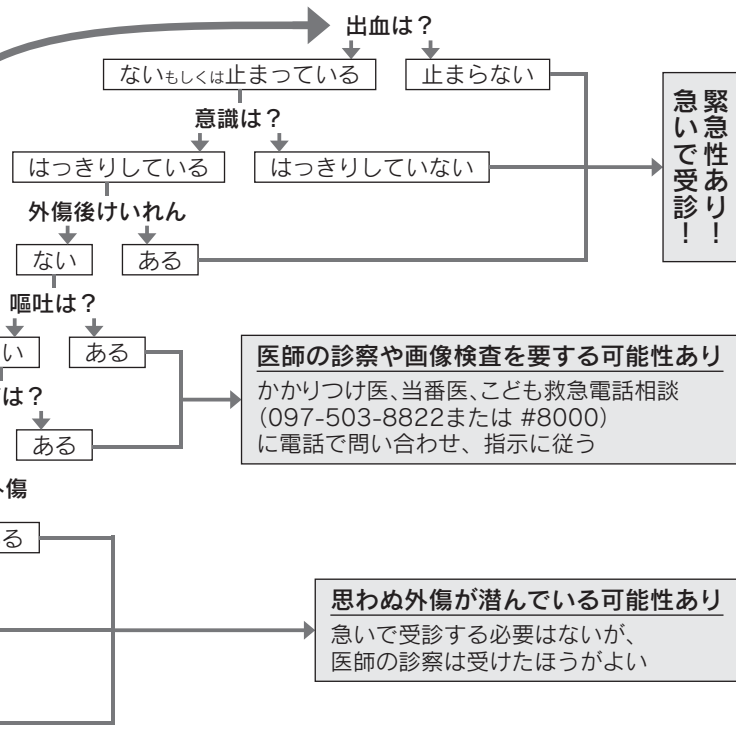 出血は？
ないもしくは止まっている
止まらない
意識は？
はっきりしている
はっきりしていない
緊急性あり！
急いで受診！
外傷後けいれん
ない
ある
嘔吐は？
い
ある
は？
ある
医師の診察や画像検査を要する可能性あり
かかりつけ医、当番医、こども救急電話相談
（097-503-8822または #8000）
に電話で問い合わせ、指示に従う
外傷
る
思わぬ外傷が潜んでいる可能性あり
急いで受診する必要はないが、
医師の診察は受けたほうがよい